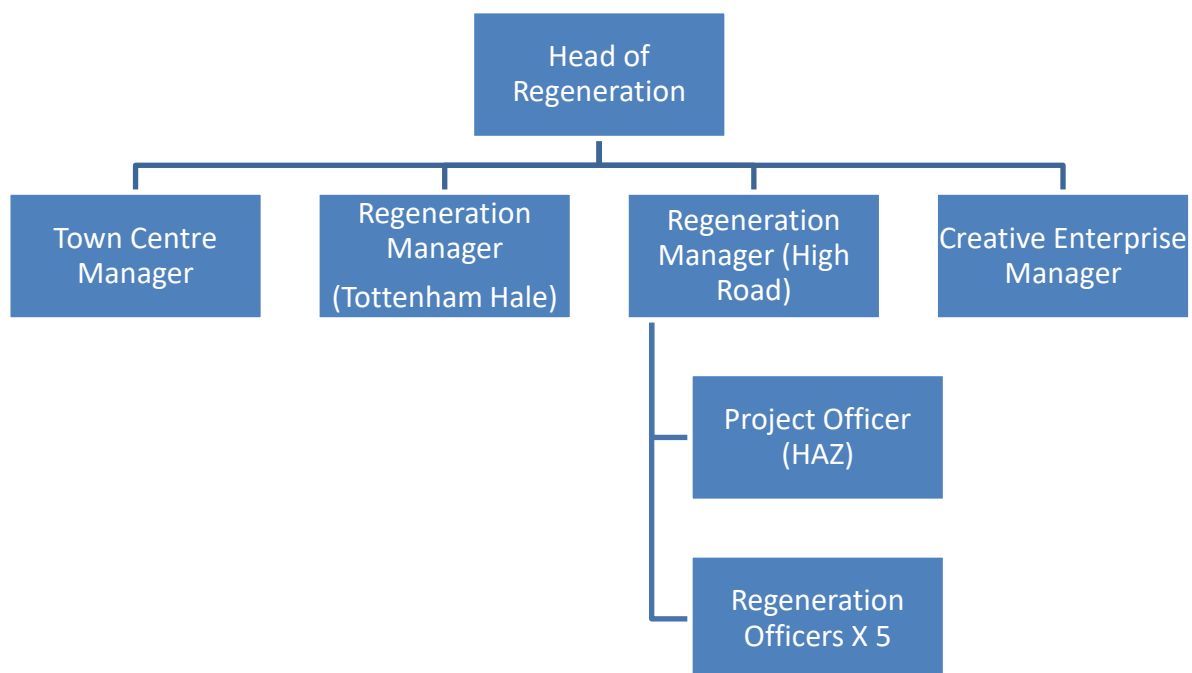 Head of
Regeneration
Town Centre
Manager
Regeneration
Manager
(Tottenham Hale)
Regeneration
Manager (High
Road)
Creative Enterprise
Manager
Project Officer
(HAZ)
Regeneration
Officers X 5